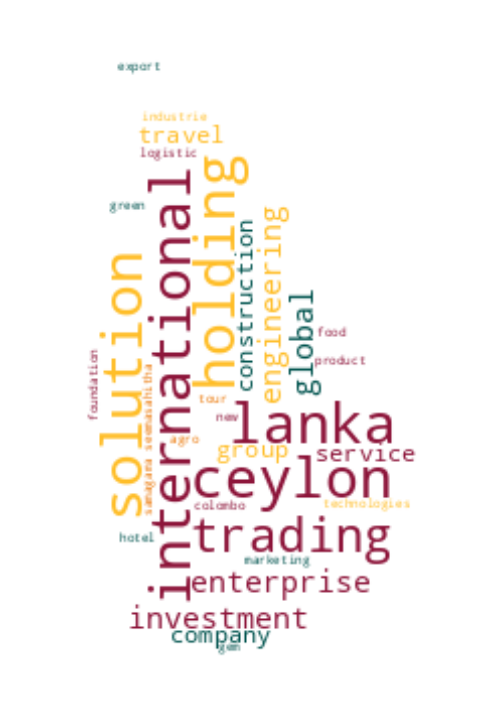 export
industrie
travel
logistic
green
international
holding
engineering
construction
solution
global
food
foundation
product
samagara seemasahitha
tour
new
lanka
agro
group
service
ceylon
colombo
technologies
trading
hotel
marketing
enterprise
investment
company
gem